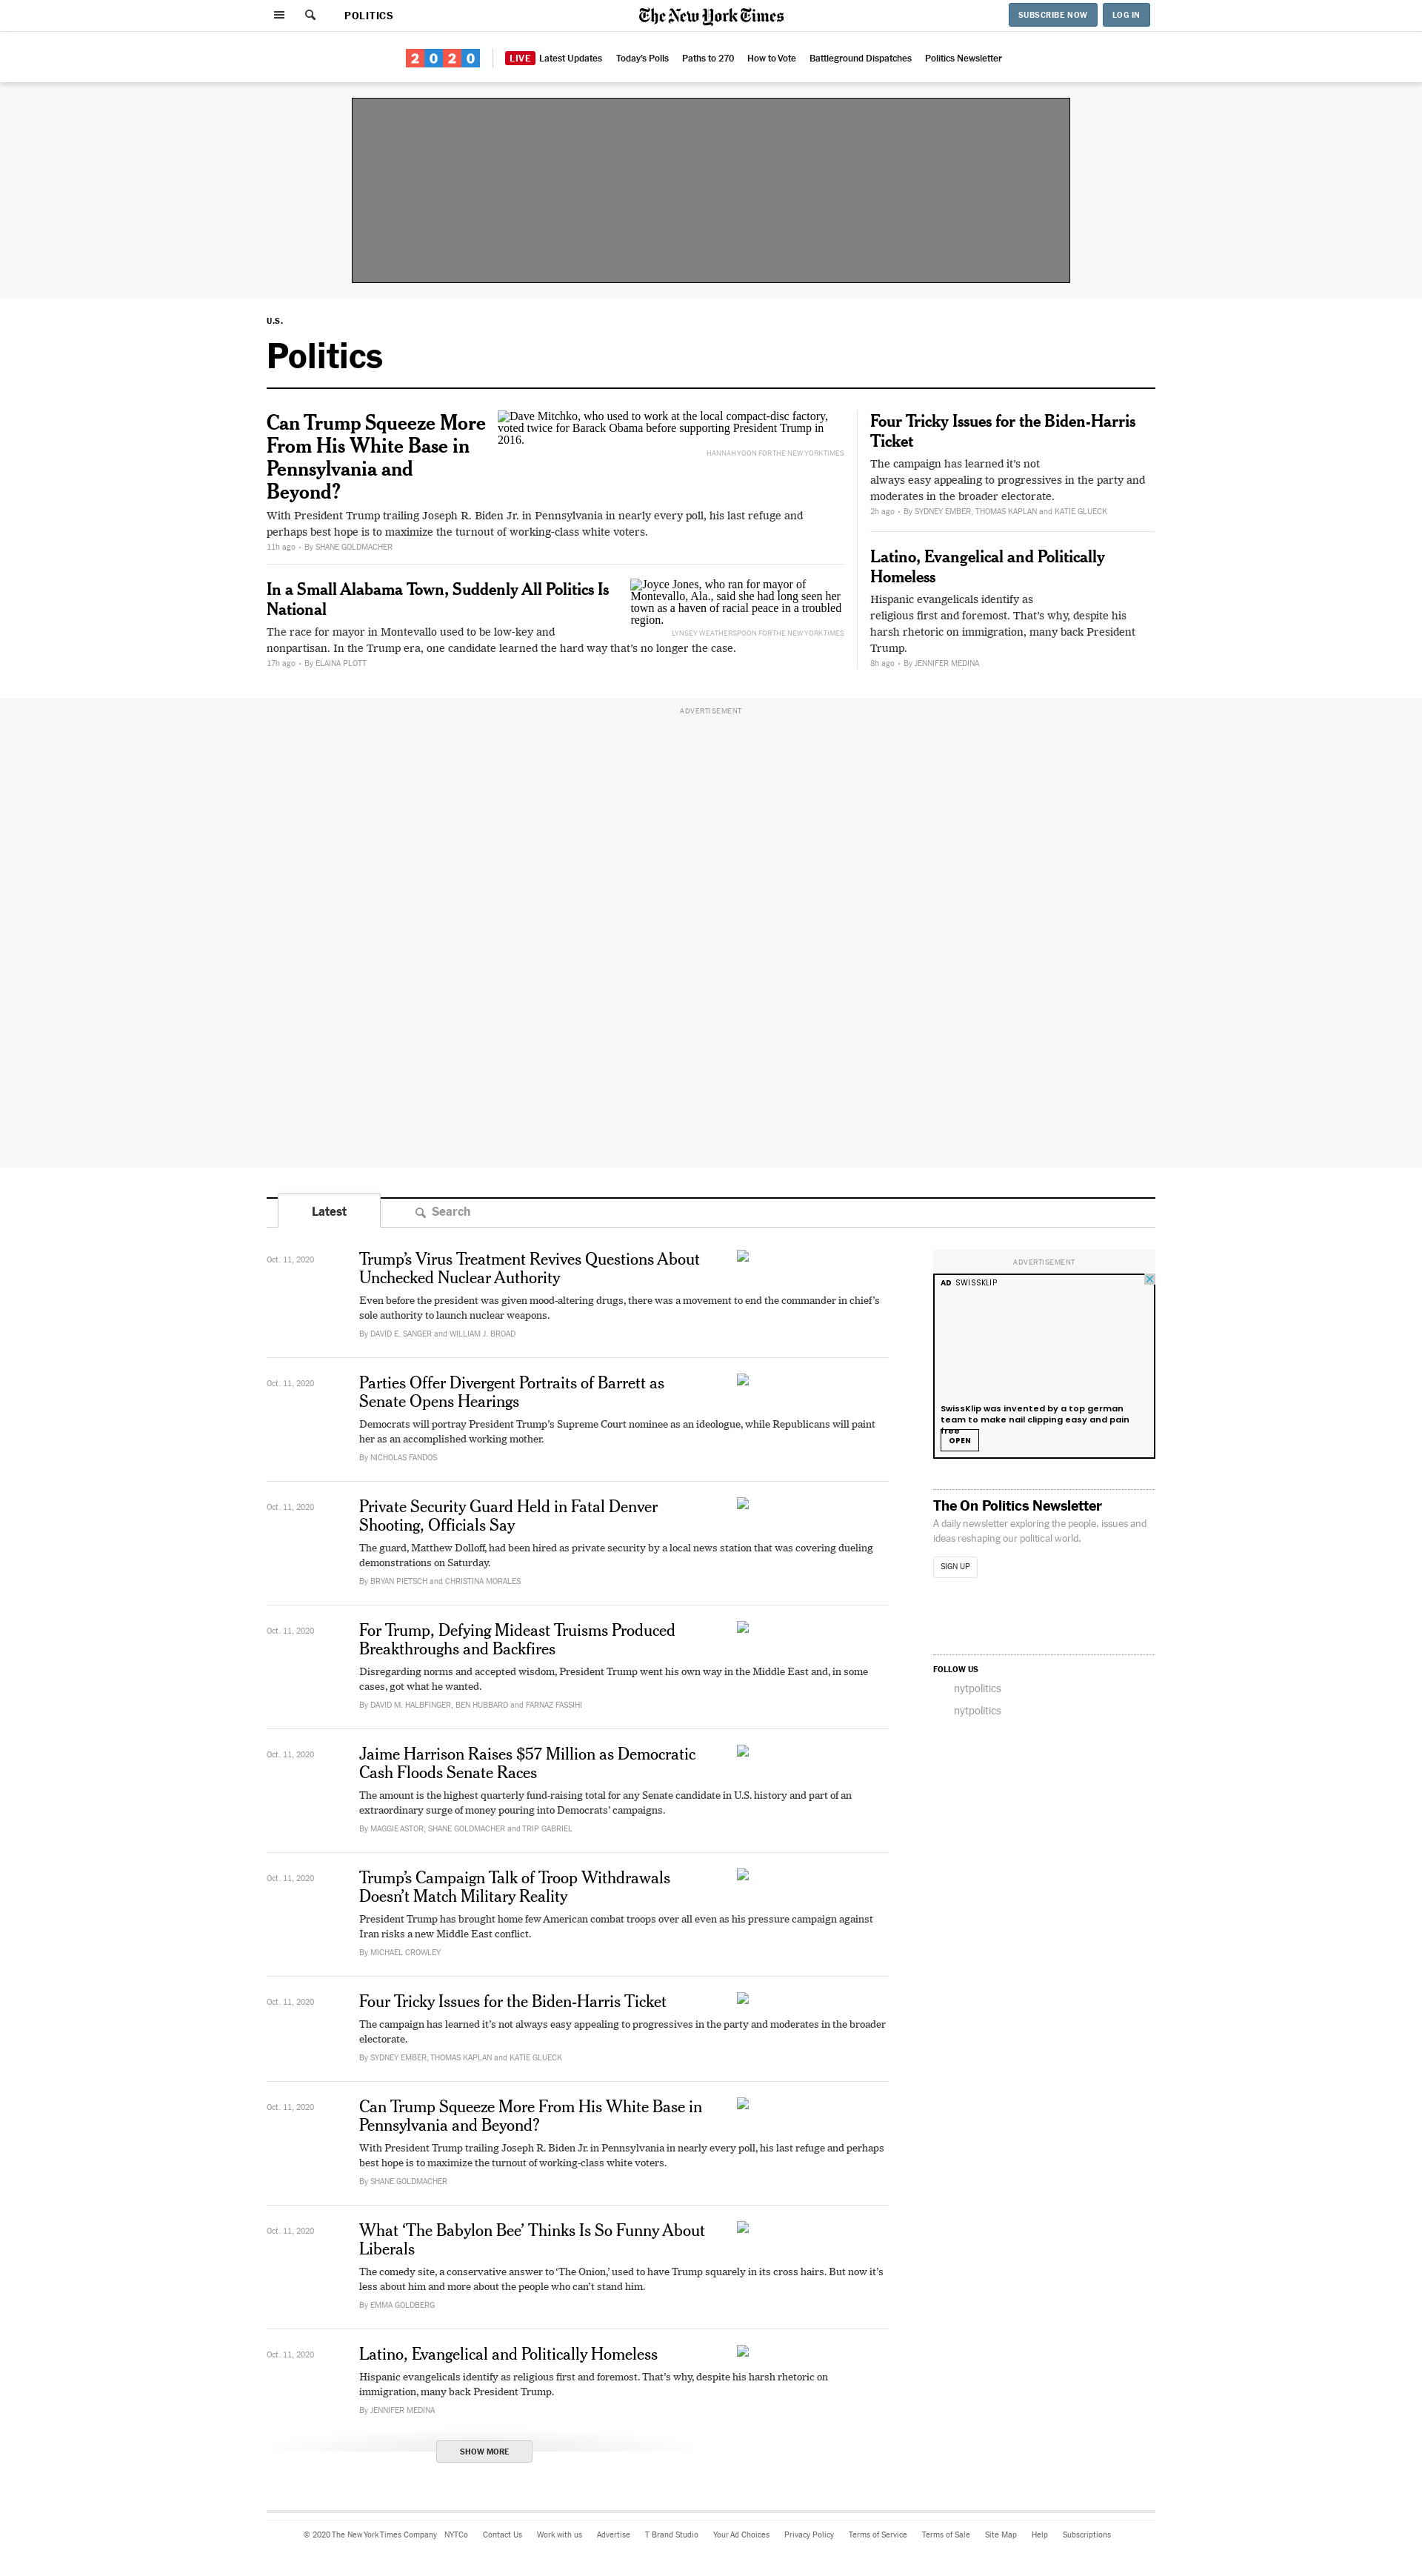 POLITICS
The New York Times
SUBSCRIBE NOW
LOG IN
2020
LIVE Latest Updates
Today's Polls
Paths to 270
How to Vote
Battleground Dispatches
Politics Newsletter
U.S.
Politics
Can Trump Squeeze More
From His White Base in
Pennsylvania and
Beyond?
Dave Mitchko, who used to work at the local compact-disc factory,
voted twice for Barack Obama before supporting President Trump in
2016.
HANNAH YOON FOR THE NEW YORK TIMES
With President Trump trailing Joseph R. Biden Jr. in Pennsylvania in nearly every poll, his last refuge and
perhaps best hope is to maximize the turnout of working-class white voters.
11h ago • By SHANE GOLDMACHER
In a Small Alabama Town, Suddenly All Politics Is
National
Joyce Jones, who ran for mayor of
Montevallo, Ala., said she had long seen her
town as a haven of racial peace in a troubled
region.
LYNSEY WEATHERSPOON FOR THE NEW YORK TIMES
The race for mayor in Montevallo used to be low-key and
nonpartisan. In the Trump era, one candidate learned the hard way that’s no longer the case.
17h ago • By ELAINA PLOTT
Four Tricky Issues for the Biden-Harris
Ticket
The campaign has learned it’s not
always easy appealing to progressives in the party and
moderates in the broader electorate.
2h ago • By SYDNEY EMBER, THOMAS KAPLAN and KATIE GLUECK
Latino, Evangelical and Politically
Homeless
Hispanic evangelicals identify as
religious first and foremost. That’s why, despite his
harsh rhetoric on immigration, many back President
Trump.
8h ago • By JENNIFER MEDINA
ADVERTISEMENT
Latest
Search
Oct. 11, 2020
Trump’s Virus Treatment Revives Questions About
Unchecked Nuclear Authority
Even before the president was given mood-altering drugs, there was a movement to end the commander in chief’s
sole authority to launch nuclear weapons.
By DAVID E. SANGER and WILLIAM J. BROAD
Oct. 11, 2020
Parties Offer Divergent Portraits of Barrett as
Senate Opens Hearings
Democrats will portray President Trump’s Supreme Court nominee as an ideologue, while Republicans will paint
her as an accomplished working mother.
By NICHOLAS FANDOS
Oct. 11, 2020
Private Security Guard Held in Fatal Denver
Shooting, Officials Say
The guard, Matthew Dolloff, had been hired as private security by a local news station that was covering dueling
demonstrations on Saturday.
By BRYAN PIETSCH and CHRISTINA MORALES
Oct. 11, 2020
For Trump, Defying Mideast Truisms Produced
Breakthroughs and Backfires
Disregarding norms and accepted wisdom, President Trump went his own way in the Middle East and, in some
cases, got what he wanted.
By DAVID M. HALBFINGER, BEN HUBBARD and FARNAZ FASSIHI
Oct. 11, 2020
Jaime Harrison Raises $57 Million as Democratic
Cash Floods Senate Races
The amount is the highest quarterly fund-raising total for any Senate candidate in U.S. history and part of an
extraordinary surge of money pouring into Democrats’ campaigns.
By MAGGIE ASTOR, SHANE GOLDMACHER and TRIP GABRIEL
Oct. 11, 2020
Trump’s Campaign Talk of Troop Withdrawals
Doesn’t Match Military Reality
President Trump has brought home few American combat troops over all even as his pressure campaign against
Iran risks a new Middle East conflict.
By MICHAEL CROWLEY
Oct. 11, 2020
Four Tricky Issues for the Biden-Harris Ticket
The campaign has learned it’s not always easy appealing to progressives in the party and moderates in the broader
electorate.
By SYDNEY EMBER, THOMAS KAPLAN and KATIE GLUECK
Oct. 11, 2020
Can Trump Squeeze More From His White Base in
Pennsylvania and Beyond?
With President Trump trailing Joseph R. Biden Jr. in Pennsylvania in nearly every poll, his last refuge and perhaps
best hope is to maximize the turnout of working-class white voters.
By SHANE GOLDMACHER
Oct. 11, 2020
What ‘The Babylon Bee’ Thinks Is So Funny About
Liberals
The comedy site, a conservative answer to ‘The Onion,’ used to have Trump squarely in its cross hairs. But now it’s
less about him and more about the people who can’t stand him.
By EMMA GOLDBERG
Oct. 11, 2020
Latino, Evangelical and Politically Homeless
Hispanic evangelicals identify as religious first and foremost. That’s why, despite his harsh rhetoric on
immigration, many back President Trump.
By JENNIFER MEDINA
SHOW MORE
ADVERTISEMENT
AD SWISSKLIP
SwissKlip was invented by a top german
team to make nail clipping easy and pain
free
OPEN
The On Politics Newsletter
A daily newsletter exploring the people, issues and
ideas reshaping our political world.
SIGN UP
FOLLOW US
nytpolitics
nytpolitics
© 2020 The New York Times Company
NYTCo
Contact Us
Work with us
Advertise
T Brand Studio
Your Ad Choices
Privacy Policy
Terms of Service
Terms of Sale
Site Map
Help
Subscriptions